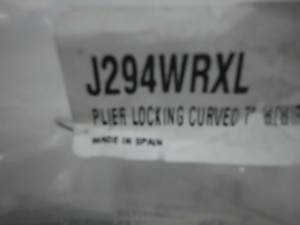 J294WRXL
PLIER LOCKING CURVED 7"
MADE IN SPAIN